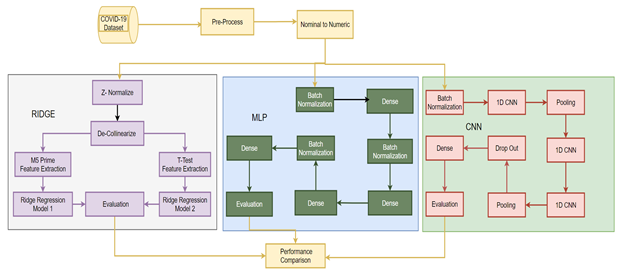 COVID-19
Dataset
Pre-Process
Nominal to Numeric
RIDGE
Z- Normalize
De-Collinearize
M5 Prime
Feature Extraction
T-Test
Feature Extraction
Ridge Regression
Model 1
Evaluation
Ridge Regression
Model 2
MLP
Batch
Normalization
Dense
Dense
Batch
Normalization
Batch
Normalization
Evaluation
Dense
Dense
CNN
Batch
Normalization
1D CNN
Pooling
Dense
Drop Out
1D CNN
Evaluation
Pooling
1D CNN
Performance
Comparison